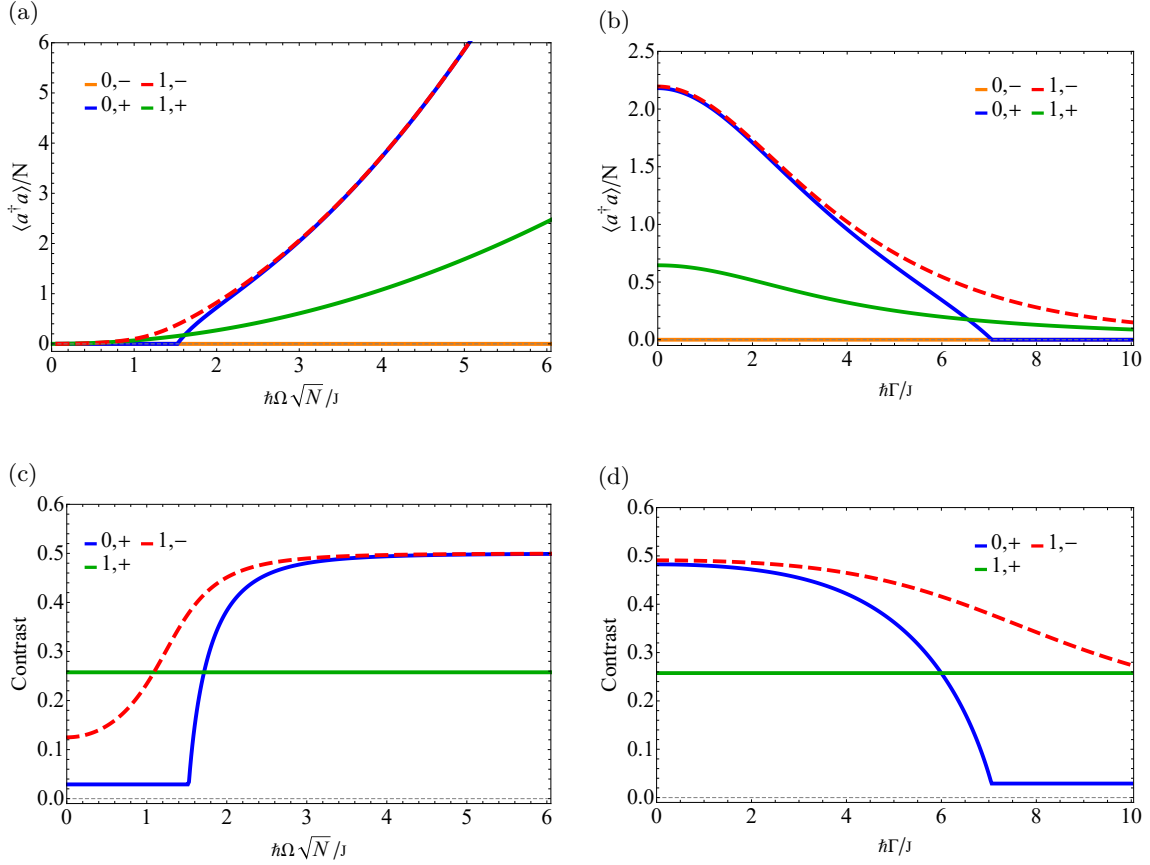 (a)
6
5
4
3
2
1
0
0 1 2 3 4 5 6
⟨a†a⟩/N
ħΩ√N/J
0,− 1,−
0,+ 1,+
(b)
2.5
2.0
1.5
1.0
0.5
0.0
0 2 4 6 8 10
⟨a†a⟩/N
ħΓ/J
0,− 1,−
0,+ 1,+
(c)
0.6
0.5
0.4
0.3
0.2
0.1
0.0
0 1 2 3 4 5 6
Contrast
ħΩ√N/J
0,+ 1,−
1,+
(d)
0.6
0.5
0.4
0.3
0.2
0.1
0.0
0 2 4 6 8 10
Contrast
ħΓ/J
0,+ 1,−
1,+